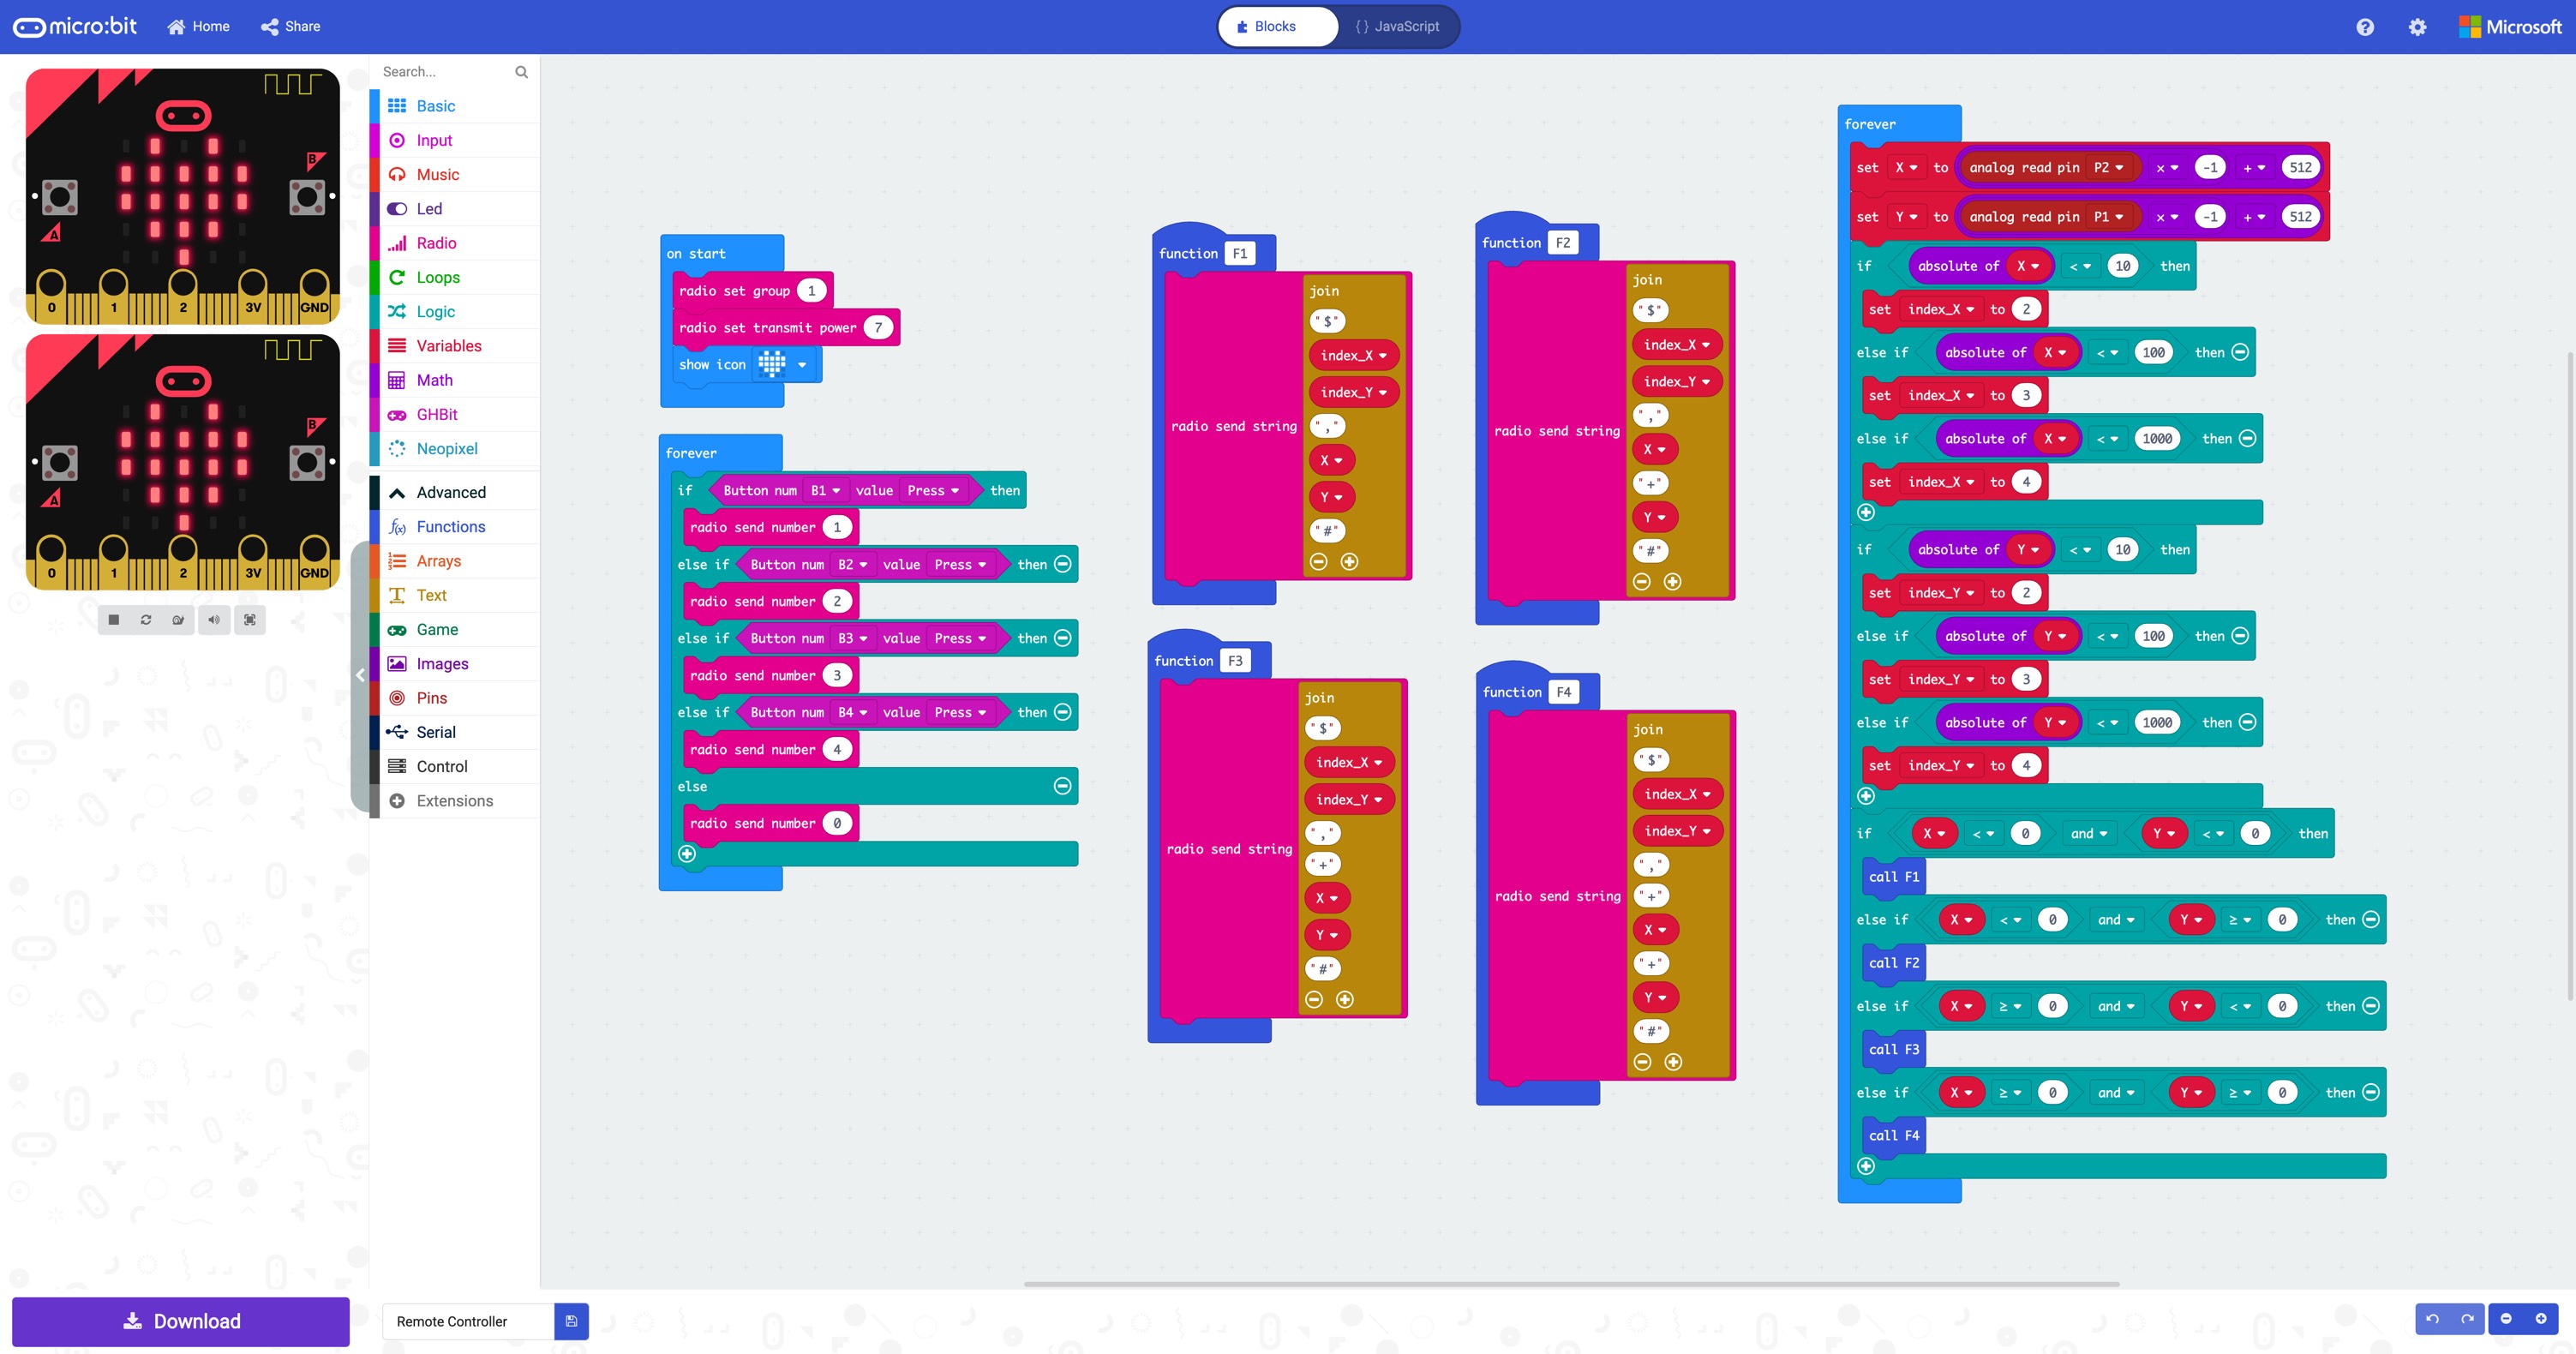 micro:bit Home Share Blocks { } JavaScript Microsoft
B
A
0 1 2 3V GND
B
A
0 1 2 3V GND
Search...
Basic
Input
Music
Led
Radio
Loops
Logic
Variables
Math
GHBit
Neopixel
Advanced
Functions
Arrays
Text
Game
Images
Pins
Serial
Control
Extensions
on start
radio set group 1
radio set transmit power 7
show icon
forever
if Button num B1 value Press then
radio send number 1
else if Button num B2 value Press then
radio send number 2
else if Button num B3 value Press then
radio send number 3
else if Button num B4 value Press then
radio send number 4
else
radio send number 0
function F1
radio send string
join
"$"
index_X
index_Y
","
X
Y
"#"
function F2
radio send string
join
"$"
index_X
index_Y
","
X
"+"
Y
"#"
function F3
radio send string
join
"$"
index_X
index_Y
","
"+"
X
Y
"#"
function F4
radio send string
join
"$"
index_X
index_Y
","
"+"
X
"+"
Y
"#"
forever
set X to analog read pin P2 × -1 + 512
set Y to analog read pin P1 × -1 + 512
if absolute of X < 10 then
set index_X to 2
else if absolute of X < 100 then
set index_X to 3
else if absolute of X < 1000 then
set index_X to 4
if absolute of Y < 10 then
set index_Y to 2
else if absolute of Y < 100 then
set index_Y to 3
else if absolute of Y < 1000 then
set index_Y to 4
if X < 0 and Y < 0 then
call F1
else if X < 0 and Y ≥ 0 then
call F2
else if X ≥ 0 and Y < 0 then
call F3
else if X ≥ 0 and Y ≥ 0 then
call F4
Download
Remote Controller